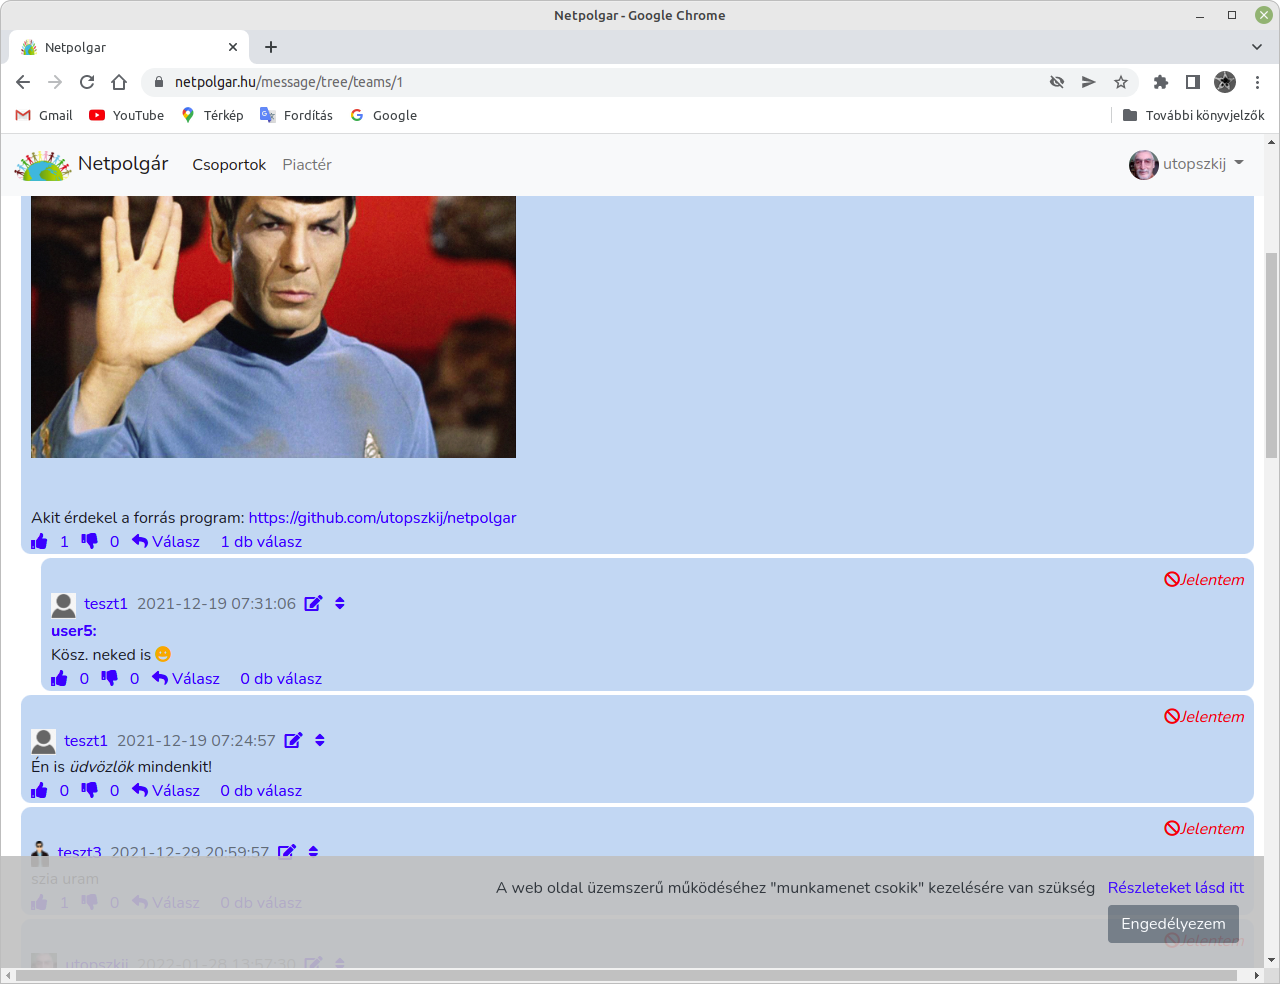 Netpolgar - Google Chrome
Netpolgar
netpolgar.hu/message/tree/teams/1
Gmail YouTube Térkép Fordítás Google További könyvjelzők
Netpolgár Csoportok Piactér utopszkij
Akit érdekel a forrás program: https://github.com/utopszkij/netpolgar
1 0 Válasz 1 db válasz
Jelentem
teszt1 2021-12-19 07:31:06
user5:
Kösz. neked is
0 0 Válasz 0 db válasz
Jelentem
teszt1 2021-12-19 07:24:57
Én is üdvözlök mindenkit!
0 0 Válasz 0 db válasz
Jelentem
teszt3 2021-12-29 20:59:57
szia uram
A web oldal üzemszerű működéséhez "munkamenet csokik" kezelésére van szükség Részleteket lásd itt
1 0 Válasz 0 db válasz
Engedélyezem
Jelentem
utopszkij 2022-01-28 13:57:30